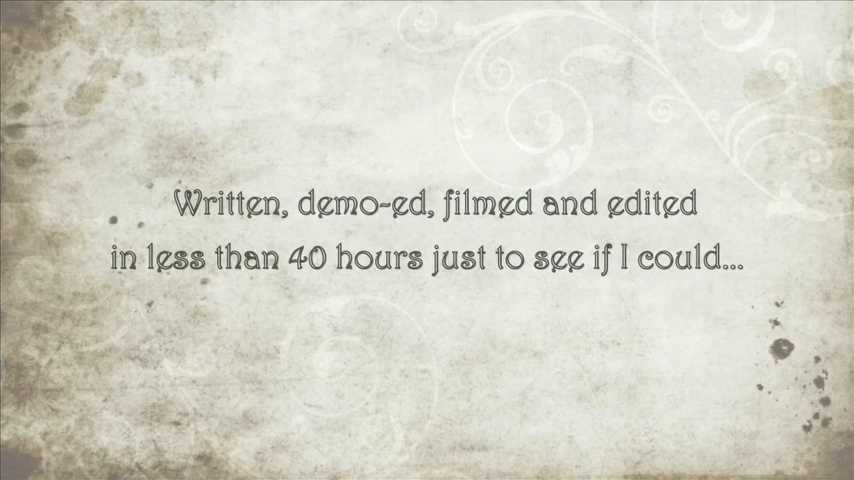 Written, demo-ed, filmed and edited
in less than 40 hours just to see if I could...